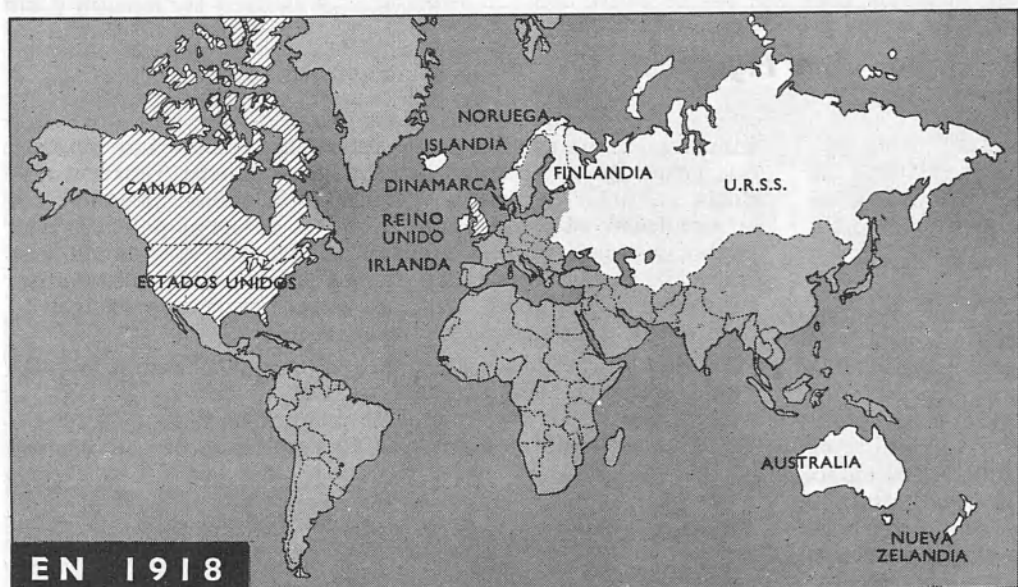 NORUEGA
ISLANDIA
FINLANDIA
CANADA
DINAMARCA
U.R.S.S.
REINO
UNIDO
IRLANDA
ESTADOS UNIDOS
AUSTRALIA
NUEVA
ZELANDIA
EN 1918